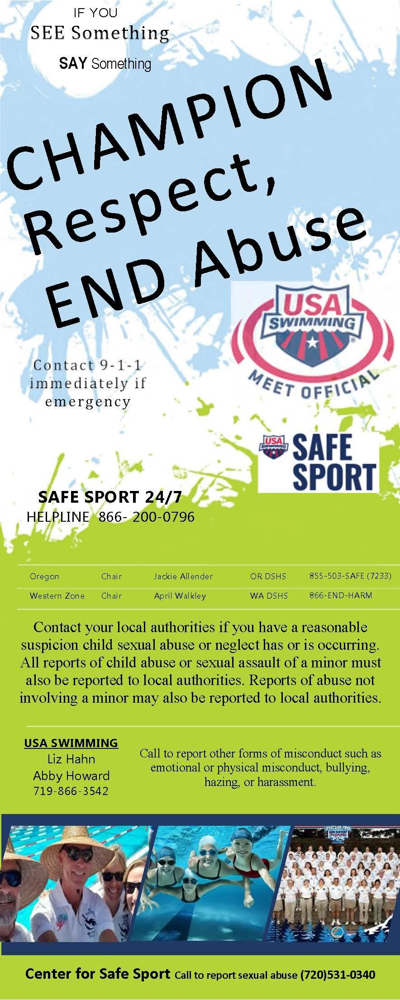 IF YOU
SEE Something
SAY Something
CHAMPION
Respect,
END Abuse
USA
SWIMMING
MEET OFFICIAL
Contact 9-1-1
immediately if
emergency
USA
SWIMMING
SAFE
SPORT
SAFE SPORT 24/7
HELPLINE 866- 200-0796
Oregon Chair Jackie Allender OR DSHS 855-503-SAFE (7233)
Western Zone Chair April Walkley WA DSHS 866-END-HARM
Contact your local authorities if you have a reasonable
suspicion child sexual abuse or neglect has or is occurring.
All reports of child abuse or sexual assault of a minor must
also be reported to local authorities. Reports of abuse not
involving a minor may also be reported to local authorities.
USA SWIMMING
Liz Hahn
Abby Howard
719-866-3542
Call to report other forms of misconduct such as
emotional or physical misconduct, bullying,
hazing, or harassment.
WESTERN ZONE
AGE GROUP
Championships
Center for Safe Sport Call to report sexual abuse (720)531-0340